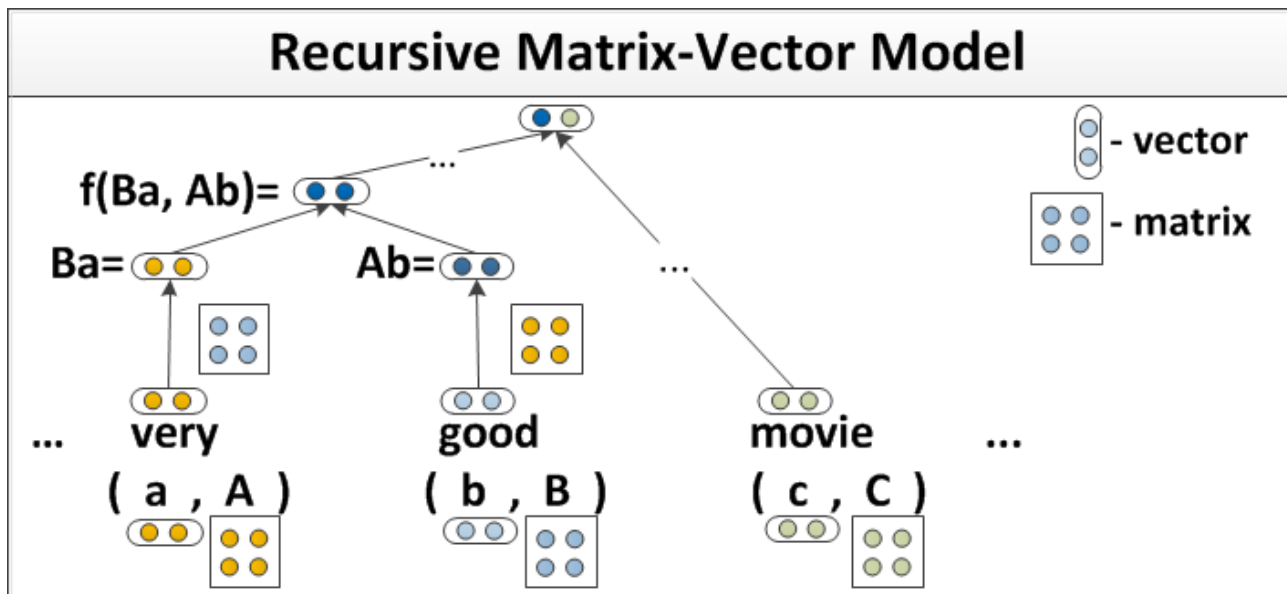 Recursive Matrix-Vector Model
- vector
...
f(Ba, Ab)=
- matrix
Ba=
Ab=
...
... very good movie ...
( a , A ) ( b , B ) ( c , C )